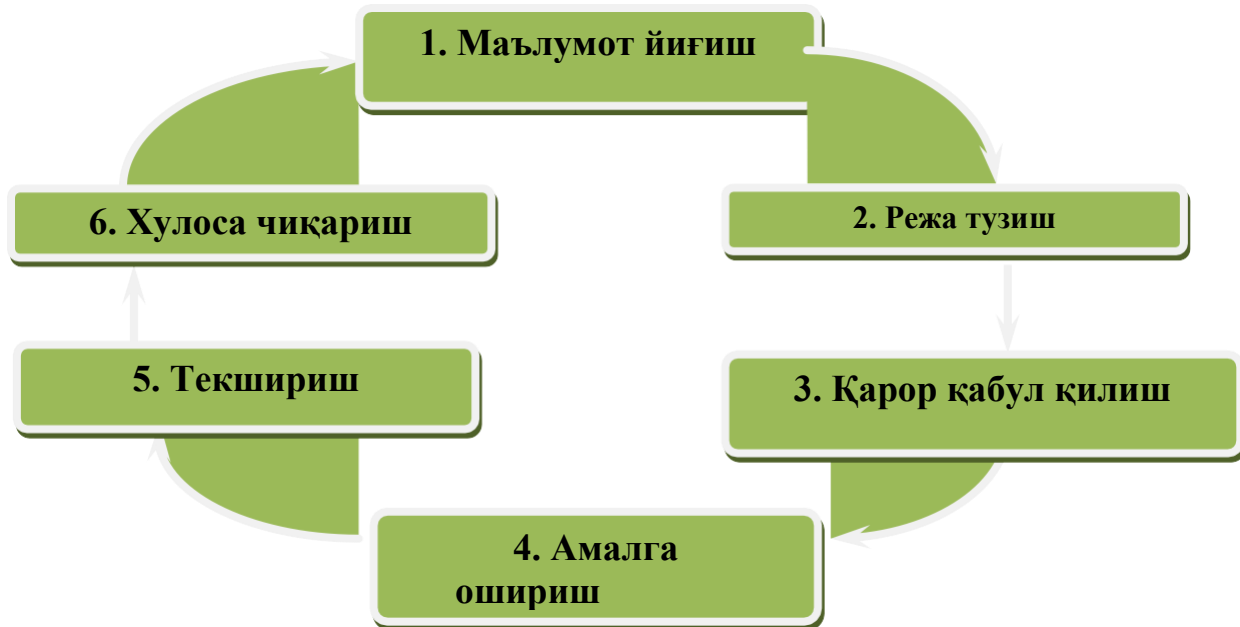 1. Маълумот йиғиш
2. Режа тузиш
3. Қарор қабул қилиш
4. Амалга
ошириш
5. Текшириш
6. Хулоса чиқариш